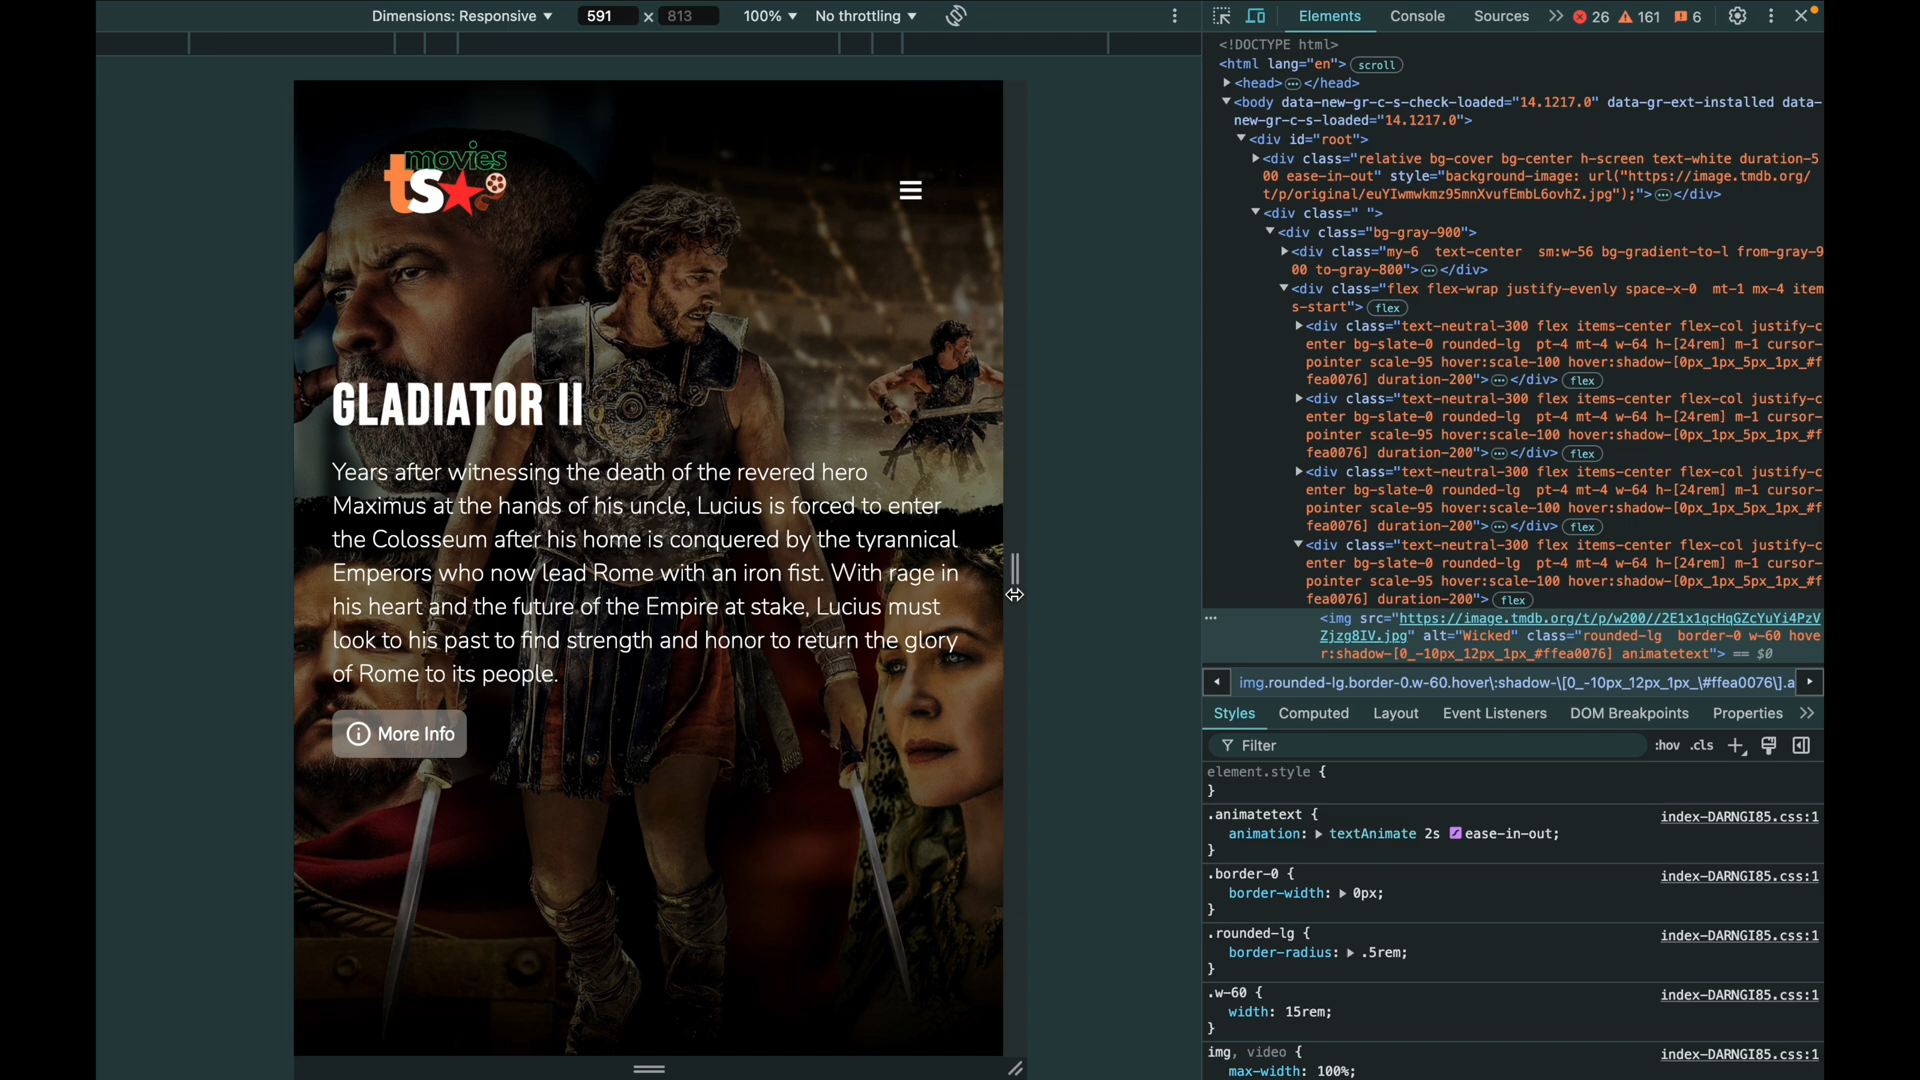 Dimensions: Responsive 591 x 813 100% No throttling
Elements Console Sources 26 161 6
movies
ts
GLADIATOR II
Years after witnessing the death of the revered hero
Maximus at the hands of his uncle, Lucius is forced to enter
the Colosseum after his home is conquered by the tyrannical
Emperors who now lead Rome with an iron fist. With rage in
his heart and the future of the Empire at stake, Lucius must
look to his past to find strength and honor to return the glory
of Rome to its people.
More Info
<!DOCTYPE html>
<html lang="en"> scroll
<head> … </head>
<body data-new-gr-c-s-check-loaded="14.1217.0" data-gr-ext-installed data-
new-gr-c-s-loaded="14.1217.0">
<div id="root">
<div class="relative bg-cover bg-center h-screen text-white duration-5
00 ease-in-out" style="background-image: url("https://image.tmdb.org/
t/p/original/euYIwmwkmz95mnXvufEmbL6ovhZ.jpg");"> … </div>
<div class=" ">
<div class="bg-gray-900">
<div class="my-6  text-center  sm:w-56 bg-gradient-to-l from-gray-9
00 to-gray-800"> … </div>
<div class="flex flex-wrap justify-evenly space-x-0  mt-1 mx-4 item
s-start"> flex
<div class="text-neutral-300 flex items-center flex-col justify-c
enter bg-slate-0 rounded-lg  pt-4 mt-4 w-64 h-[24rem] m-1 cursor-
pointer scale-95 hover:scale-100 hover:shadow-[0px_1px_5px_1px_#f
fea0076] duration-200"> … </div> flex
<div class="text-neutral-300 flex items-center flex-col justify-c
enter bg-slate-0 rounded-lg  pt-4 mt-4 w-64 h-[24rem] m-1 cursor-
pointer scale-95 hover:scale-100 hover:shadow-[0px_1px_5px_1px_#f
fea0076] duration-200"> … </div> flex
<div class="text-neutral-300 flex items-center flex-col justify-c
enter bg-slate-0 rounded-lg  pt-4 mt-4 w-64 h-[24rem] m-1 cursor-
pointer scale-95 hover:scale-100 hover:shadow-[0px_1px_5px_1px_#f
fea0076] duration-200"> … </div> flex
<div class="text-neutral-300 flex items-center flex-col justify-c
enter bg-slate-0 rounded-lg  pt-4 mt-4 w-64 h-[24rem] m-1 cursor-
pointer scale-95 hover:scale-100 hover:shadow-[0px_1px_5px_1px_#f
fea0076] duration-200"> flex
… <img src="https://image.tmdb.org/t/p/w200//2E1x1qcHqGZcYuYi4PzV
Zjzg8IV.jpg" alt="Wicked" class="rounded-lg  border-0 w-60 hove
r:shadow-[0_-10px_12px_1px_#ffea0076] animatetext"> == $0
img.rounded-lg.border-0.w-60.hover\:shadow-\[0_-10px_12px_1px_\#ffea0076\].a
Styles Computed Layout Event Listeners DOM Breakpoints Properties
Filter :hov .cls
element.style {
}
.animatetext { index-DARNGI85.css:1
animation: textAnimate 2s ease-in-out;
}
.border-0 { index-DARNGI85.css:1
border-width: 0px;
}
.rounded-lg { index-DARNGI85.css:1
border-radius: .5rem;
}
.w-60 { index-DARNGI85.css:1
width: 15rem;
}
img, video { index-DARNGI85.css:1
max-width: 100%;